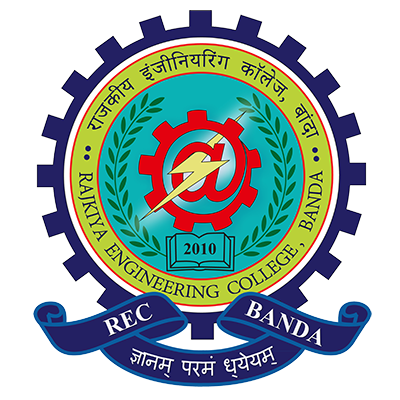 राजकीय इंजीनियरिंग कॉलेज, बांदा
@
2010
RAJKIYA ENGINEERING COLLEGE, BANDA
REC BANDA
ज्ञानम् परमं ध्येयम्